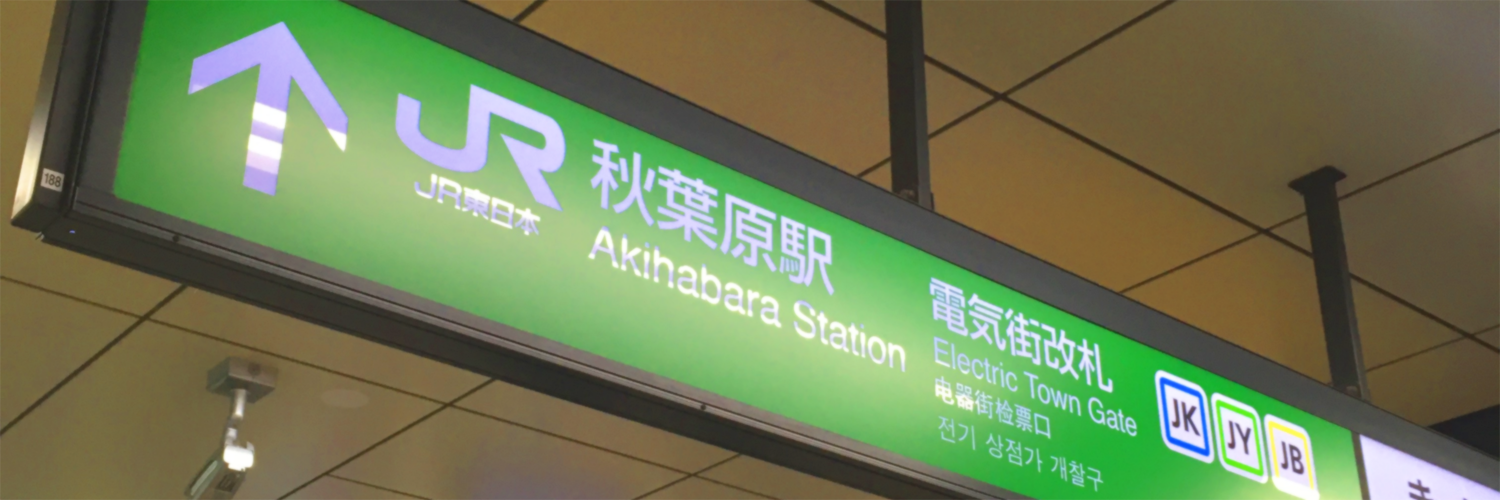 188
JR
JR東日本
秋葉原駅
Akihabara Station
電気街改札
Electric Town Gate
电器街检票口
전기 상점가 개찰구
JK JY JB